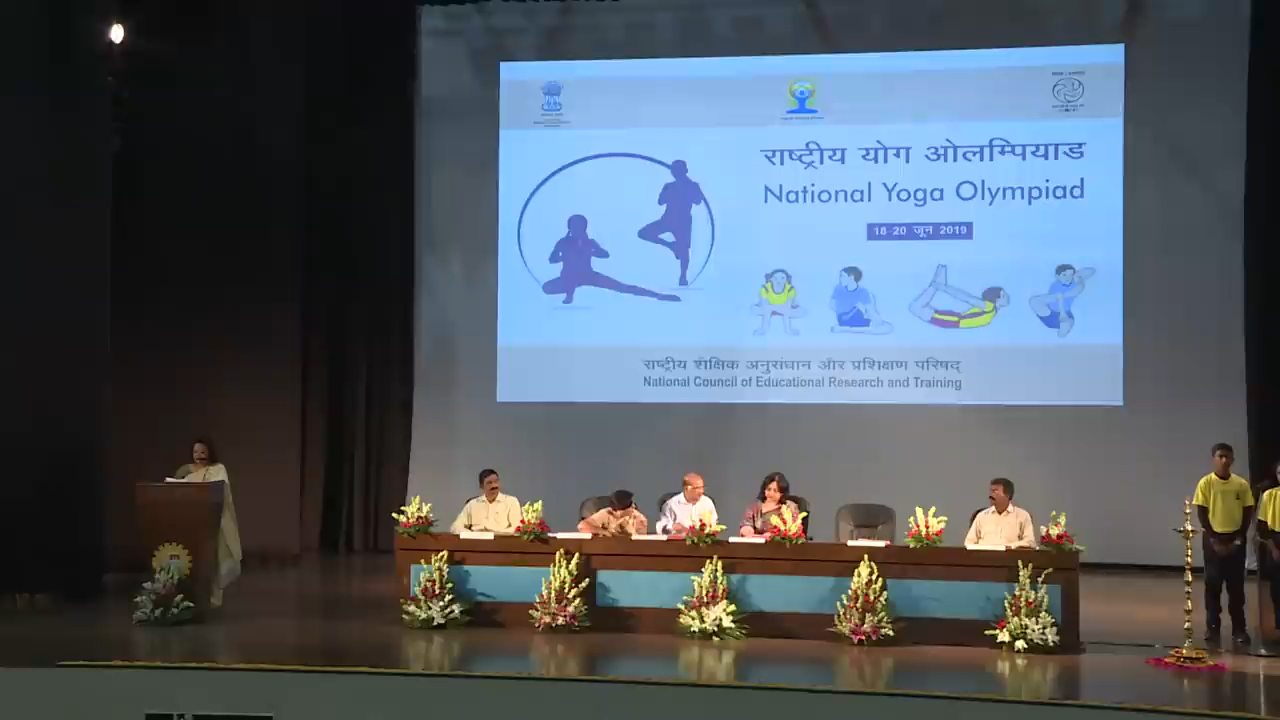 राष्ट्रीय योग ओलम्पियाड
National Yoga Olympiad
18-20 जून 2019
राष्ट्रीय शैक्षिक अनुसंधान और प्रशिक्षण परिषद्
National Council of Educational Research and Training